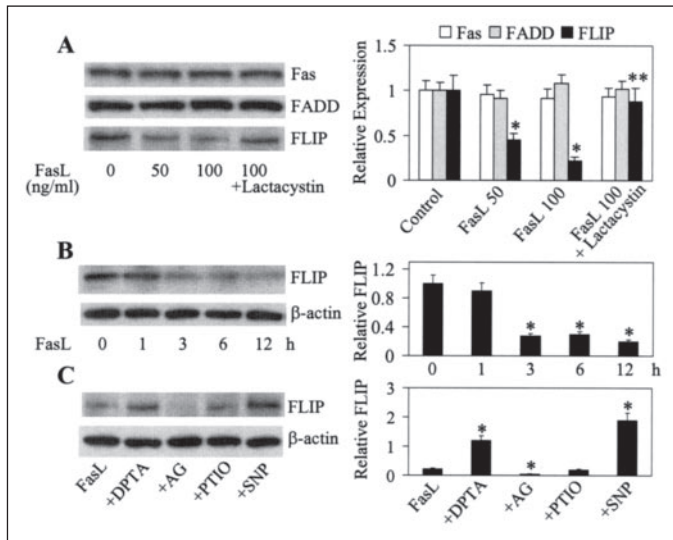 A
Fas
FADD
FLIP
FasL (ng/ml) 0 50 100 100 +Lactacystin
Fas FADD FLIP
Relative Expression
1.5
1
0.5
0
* * **
Control FasL 50 FasL 100 FasL 100 + Lactacystin
B
FLIP
β-actin
FasL 0 1 3 6 12 h
Relative FLIP
1.2
0.8
0.4
0
* * *
0 1 3 6 12 h
C
FLIP
β-actin
FasL +DPTA +AG +PTIO +SNP
Relative FLIP
3
2
1
0
* * *
FasL +DPTA +AG +PTIO +SNP